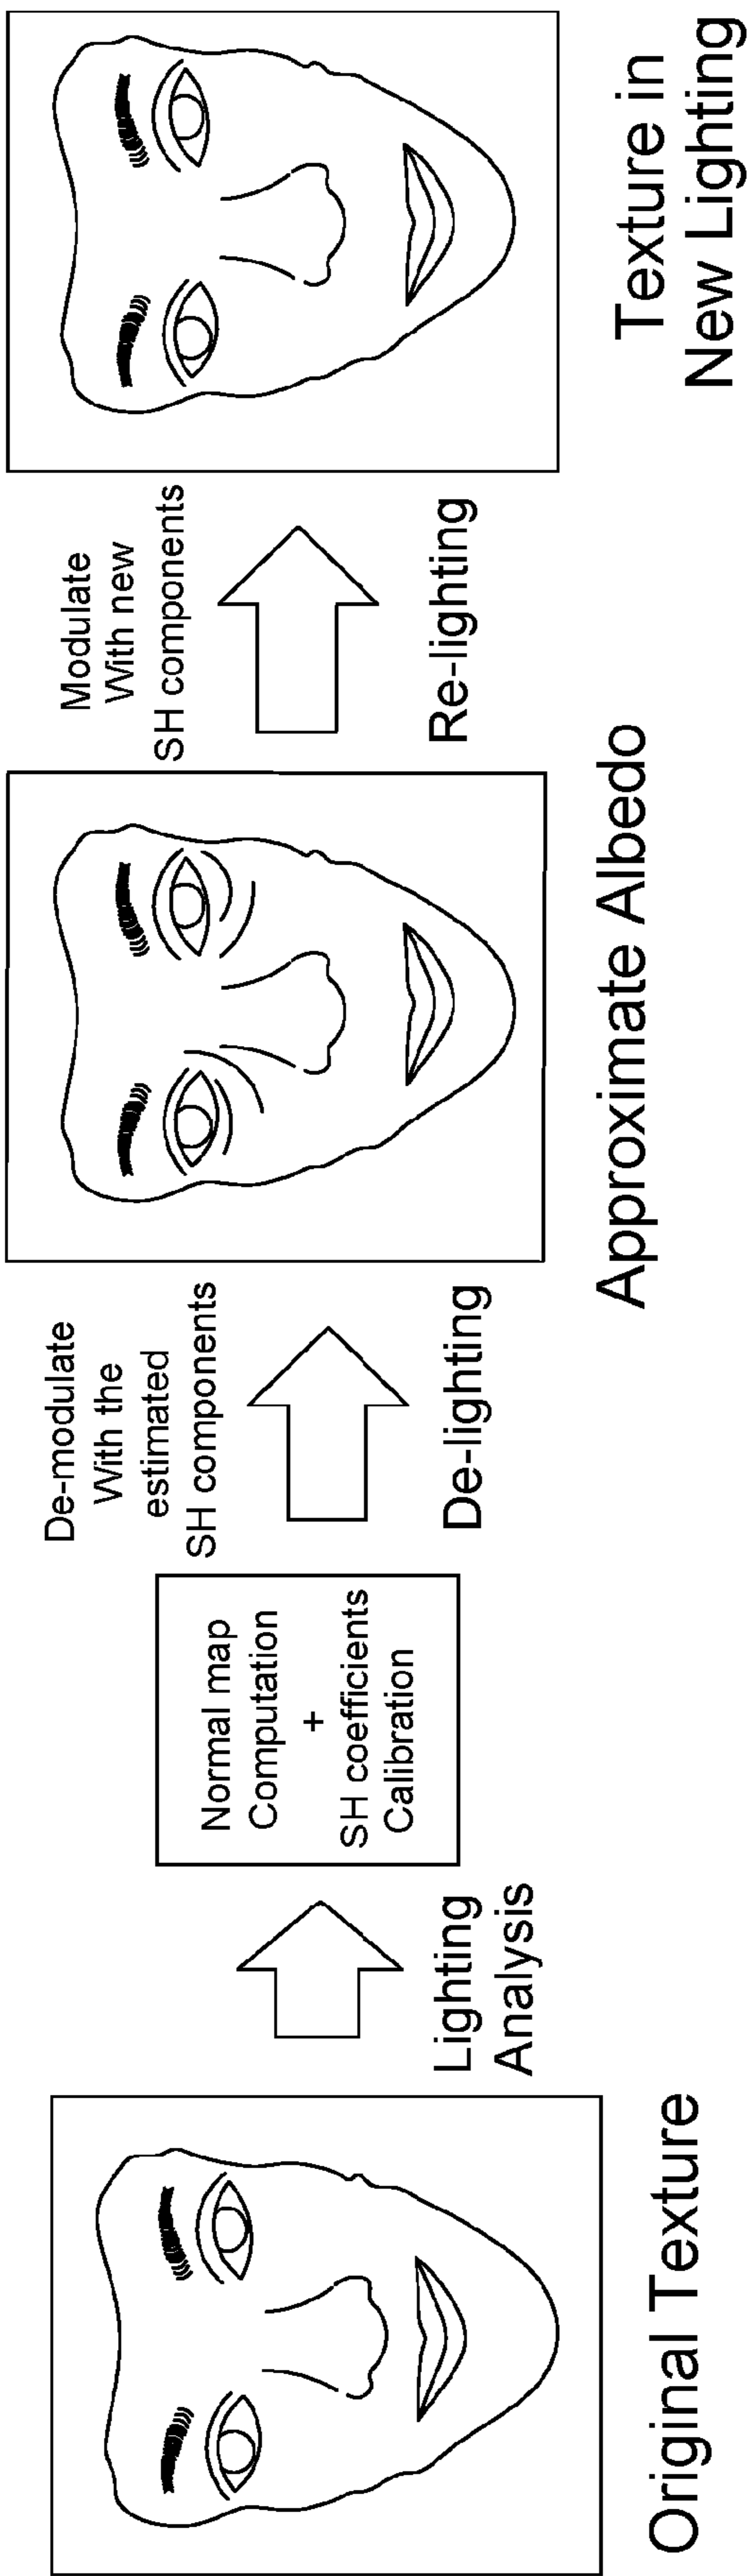 Original Texture
Lighting
Analysis
Normal map
Computation
+
SH coefficients
Calibration
De-modulate
With the
estimated
SH components
De-lighting
Approximate Albedo
Modulate
With new
SH components
Re-lighting
Texture in
New Lighting